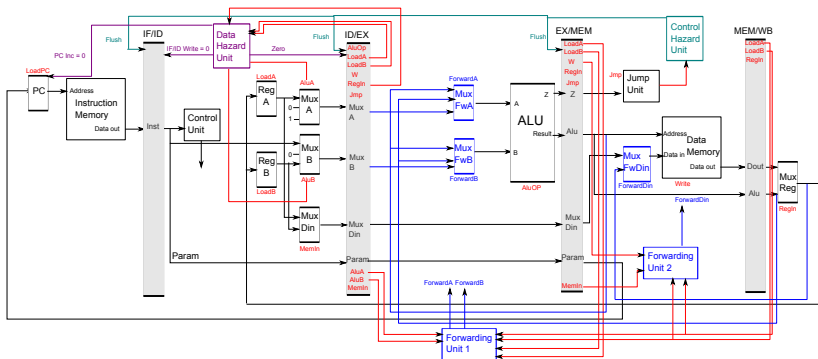 IF/ID
ID/EX
EX/MEM
MEM/WB
Flush
PC Inc = 0
Data
Hazard
Unit
IF/ID Write = 0
Zero
Flush
AluOp
LoadA
LoadB
W
RegIn
Jmp
Flush
LoadA
LoadB
W
RegIn
Jmp
Control
Hazard
Unit
LoadA
LoadB
RegIn
LoadPC
PC
Address
Instruction
Memory
Data out
Inst
Control
Unit
LoadA
Reg
A
AluA
Mux
A
0
1
Mux
A
ForwardA
Mux
FwA
A
Z
ALU
Result
B
AluOP
Z
Jmp
Jump
Unit
Reg
B
LoadB
Mux
B
0
AluB
Mux
B
Mux
FwB
ForwardB
Alu
Mux
FwDin
ForwardDin
Address
Data
Memory
Data in
Data out
Write
Dout
Alu
Mux
Reg
RegIn
Mux
Din
MemIn
Mux
Din
Mux
Din
ForwardDin
Param
Param
Param
AluA
AluB
MemIn
ForwardA
ForwardB
MemIn
Forwarding
Unit 2
Forwarding
Unit 1